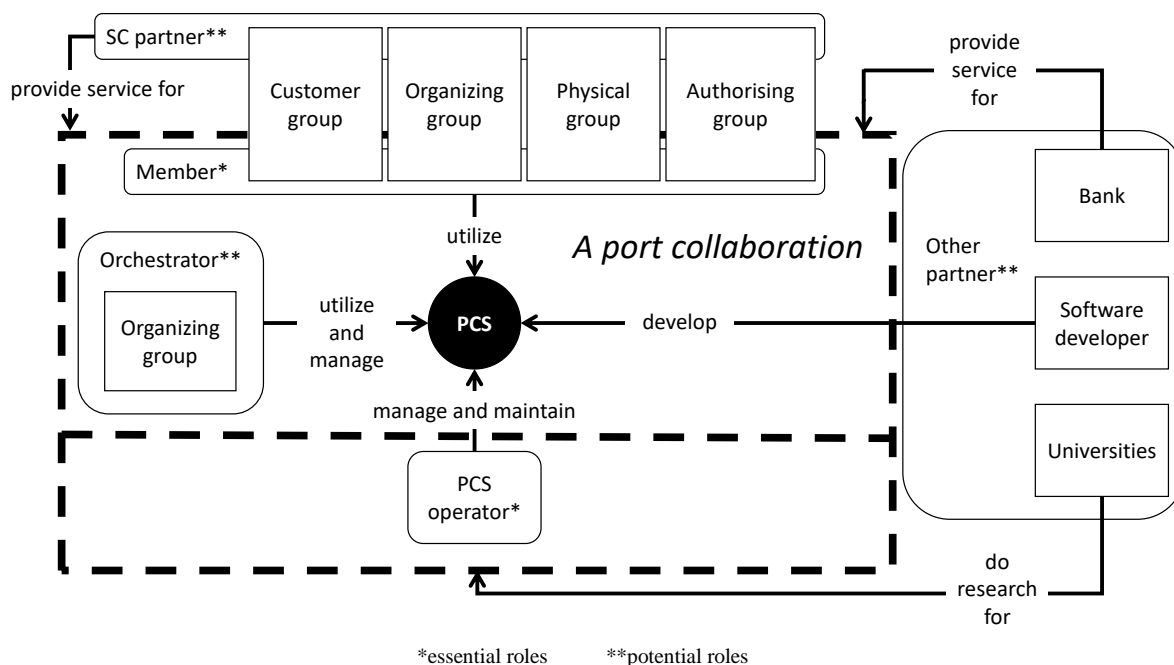 SC partner**
provide service for
Customer
group
Organizing
group
Physical
group
Authorising
group
Member*
utilize
A port collaboration
Orchestrator**
Organizing
group
utilize
and
manage
PCS
develop
manage and maintain
PCS
operator*
provide
service
for
Other
partner**
Bank
Software
developer
Universities
do
research
for
*essential roles **potential roles